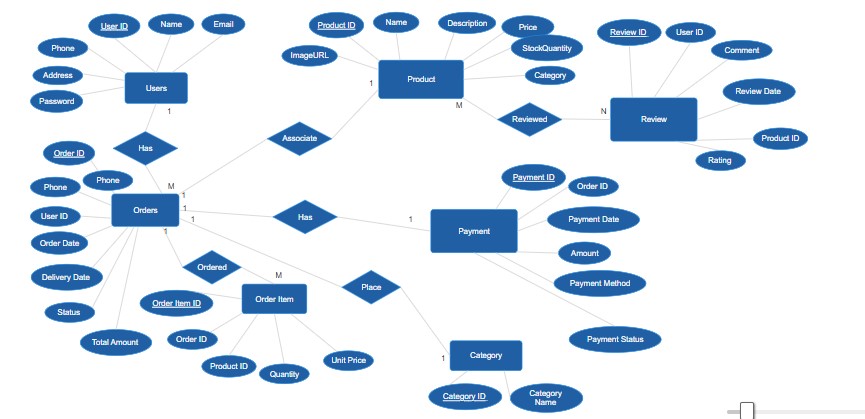 User ID
Name
Email
Phone
Address
Password
Users
1
Has
M
Product ID
Name
Description
Price
StockQuantity
Category
ImageURL
Product
1
M
Associate
1
Reviewed
N
Review ID
User ID
Comment
Review Date
Product ID
Rating
Review
Order ID
Phone
Phone
User ID
Order Date
Delivery Date
Status
Total Amount
Orders
1
1
1
Has
1
Payment ID
Order ID
Payment Date
Amount
Payment Method
Payment Status
Payment
Ordered
M
Order Item
Order Item ID
Order ID
Product ID
Quantity
Unit Price
Place
1
Category
Category ID
Category
Name